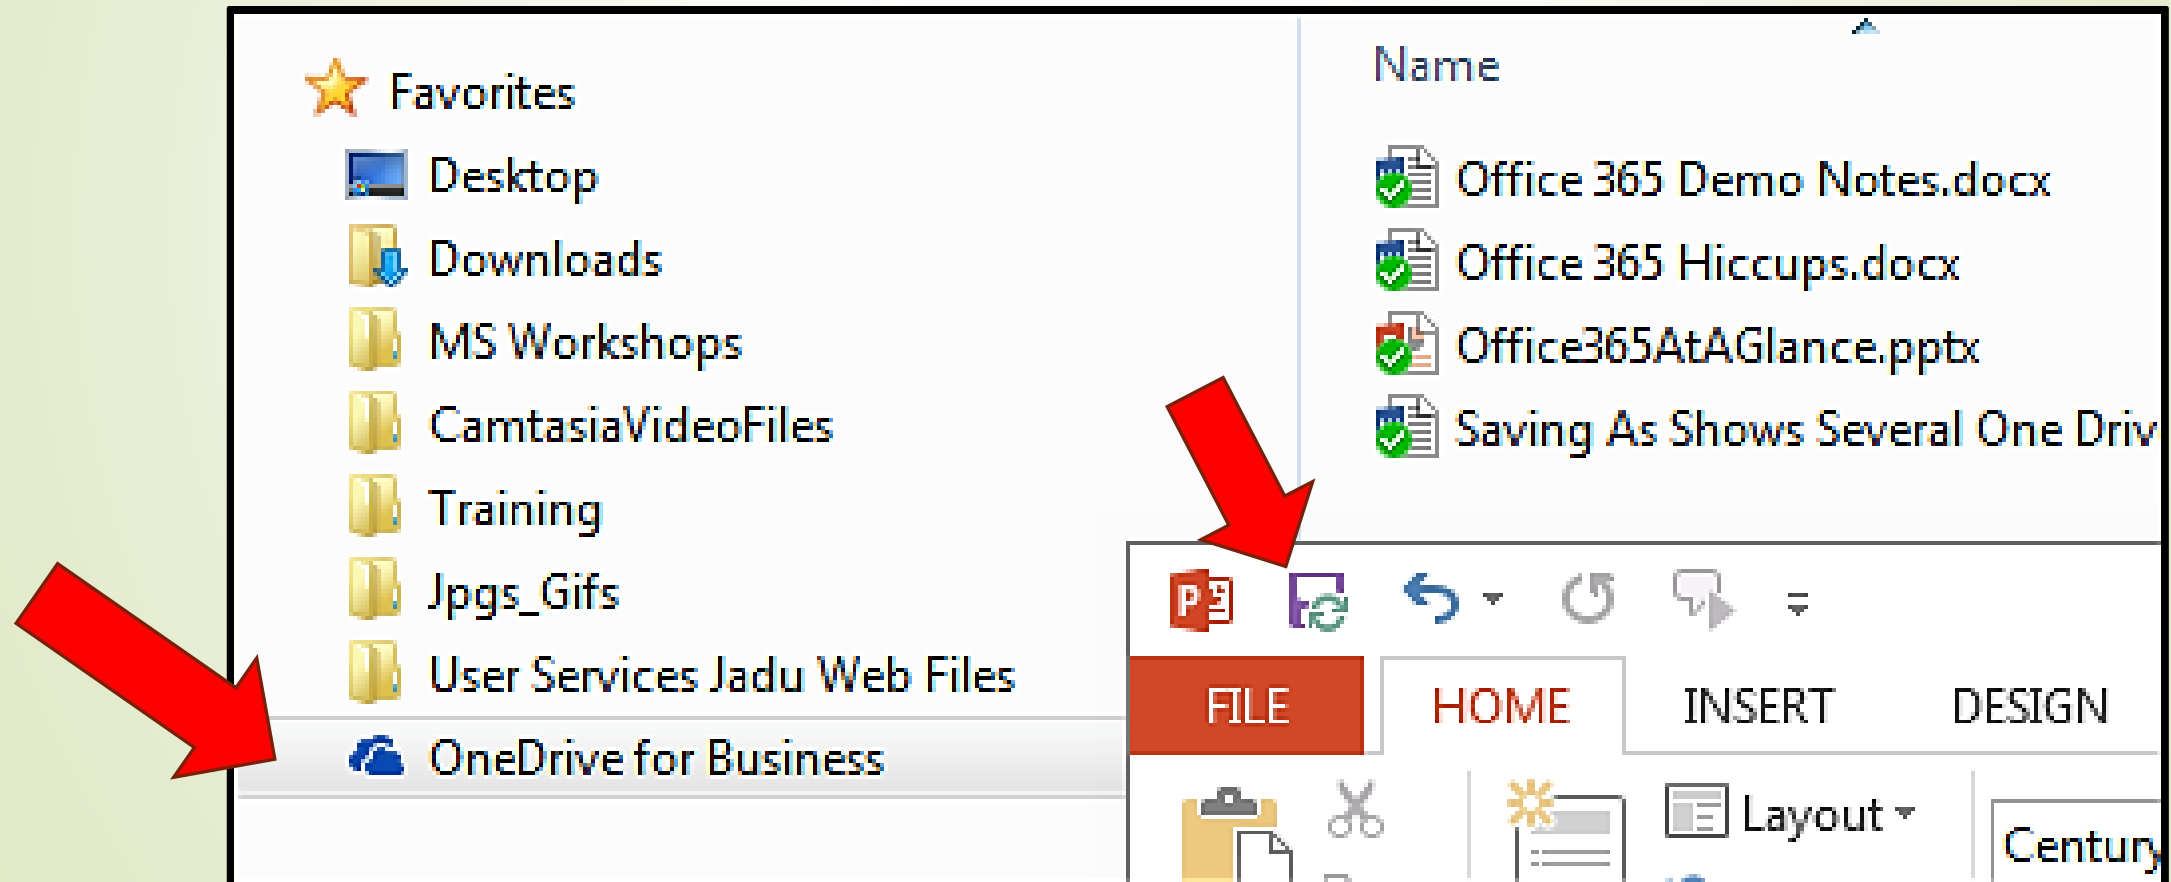 Favorites
Desktop
Downloads
MS Workshops
CamtasiaVideoFiles
Training
Jpgs_Gifs
User Services Jadu Web Files
OneDrive for Business
Name
Office 365 Demo Notes.docx
Office 365 Hiccups.docx
Office365AtAGlance.pptx
Saving As Shows Several One Driv
FILE HOME INSERT DESIGN
Layout
Century